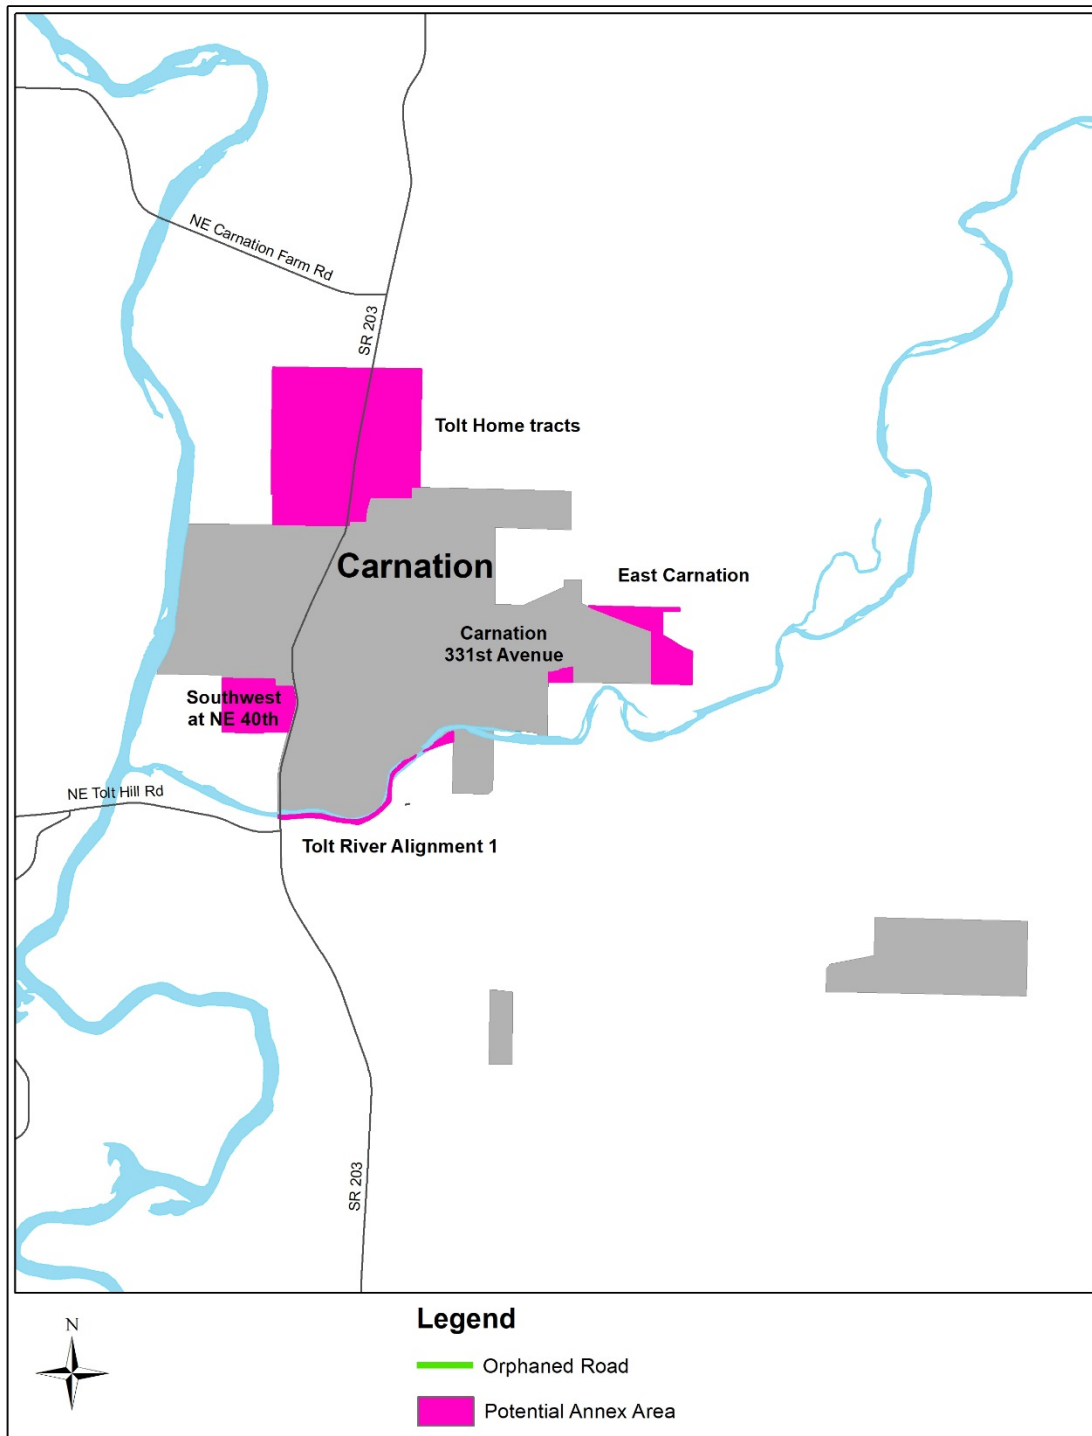 NE Carnation Farm Rd
SR 203
Tolt Home tracts
Carnation
East Carnation
Carnation
331st Avenue
Southwest
at NE 40th
NE Tolt Hill Rd
Tolt River Alignment 1
SR 203
N
Legend
Orphaned Road
Potential Annex Area